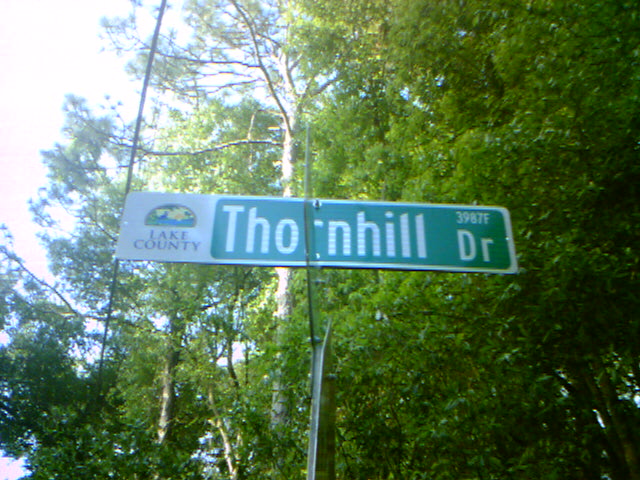 LAKE
COUNTY
Thornhill Dr
3987F